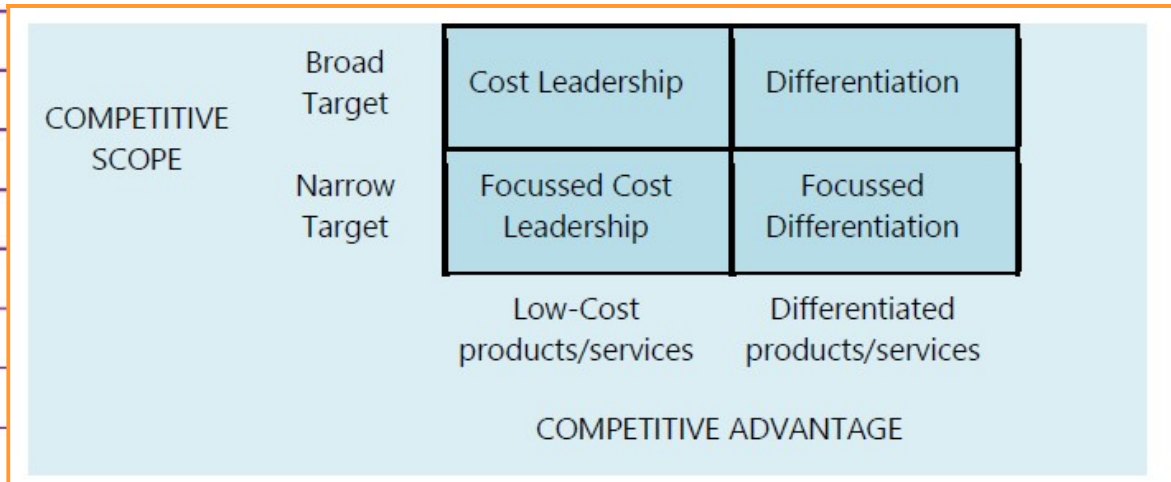 Broad
Target
Cost Leadership
Differentiation
COMPETITIVE
SCOPE
Narrow
Target
Focussed Cost
Leadership
Focussed
Differentiation
Low-Cost
products/services
Differentiated
products/services
COMPETITIVE ADVANTAGE